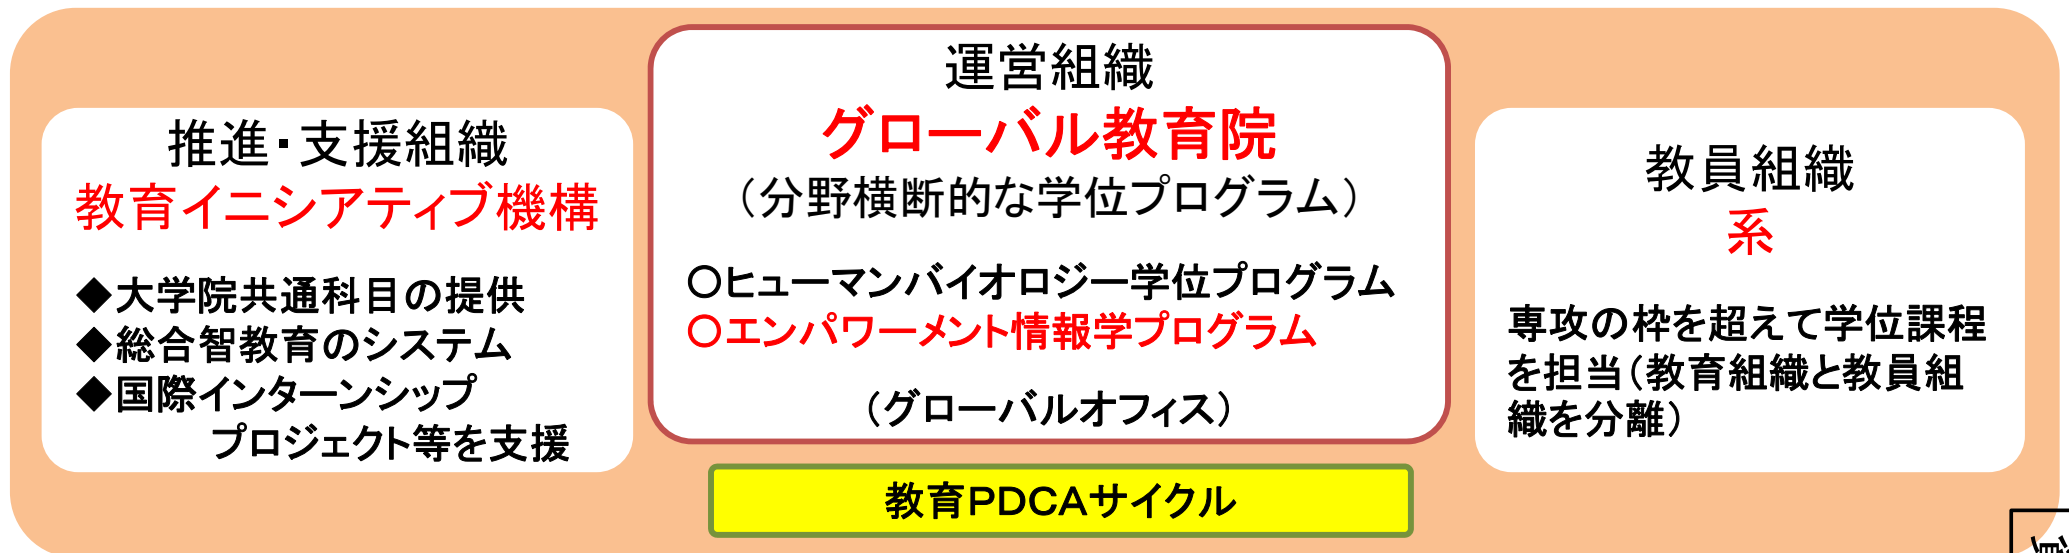 推進・支援組織
教育イニシアティブ機構
◆大学院共通科目の提供
◆総合智教育のシステム
◆国際インターンシップ
プロジェクト等を支援
運営組織
グローバル教育院
（分野横断的な学位プログラム）
○ヒューマンバイオロジー学位プログラム
○エンパワーメント情報学プログラム
（グローバルオフィス）
教員組織
系
専攻の枠を超えて学位課程
を担当（教育組織と教員組
織を分離）
教育PDCAサイクル